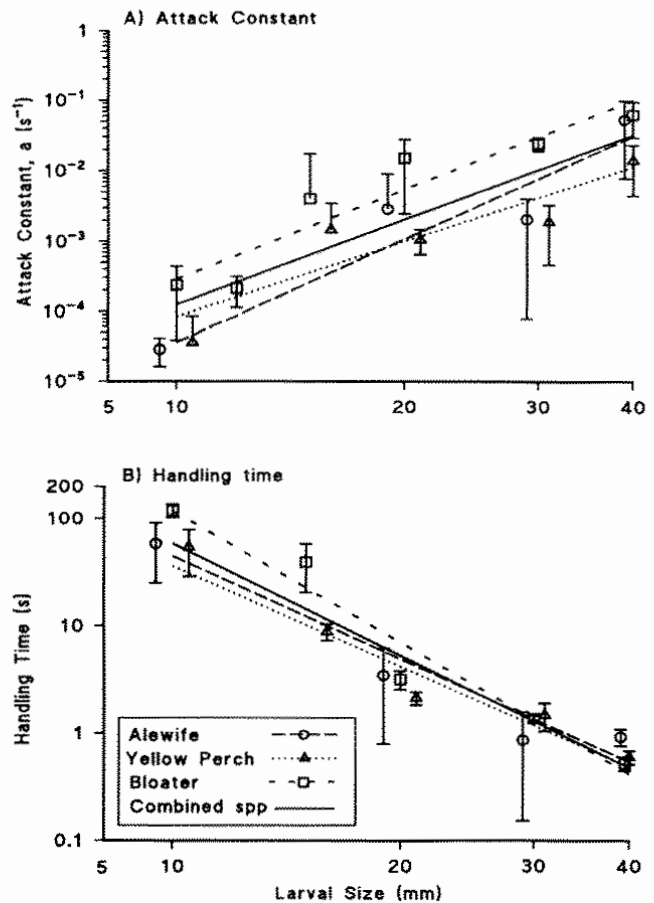 A) Attack Constant
1
10⁻¹
10⁻²
10⁻³
10⁻⁴
10⁻⁵
Attack Constant, a (s⁻¹)
5 10 20 30 40
B) Handling time
200
100
10
1
0.1
Handling Time (s)
Alewife
Yellow Perch
Bloater
Combined spp
5 10 20 30 40
Larval Size (mm)